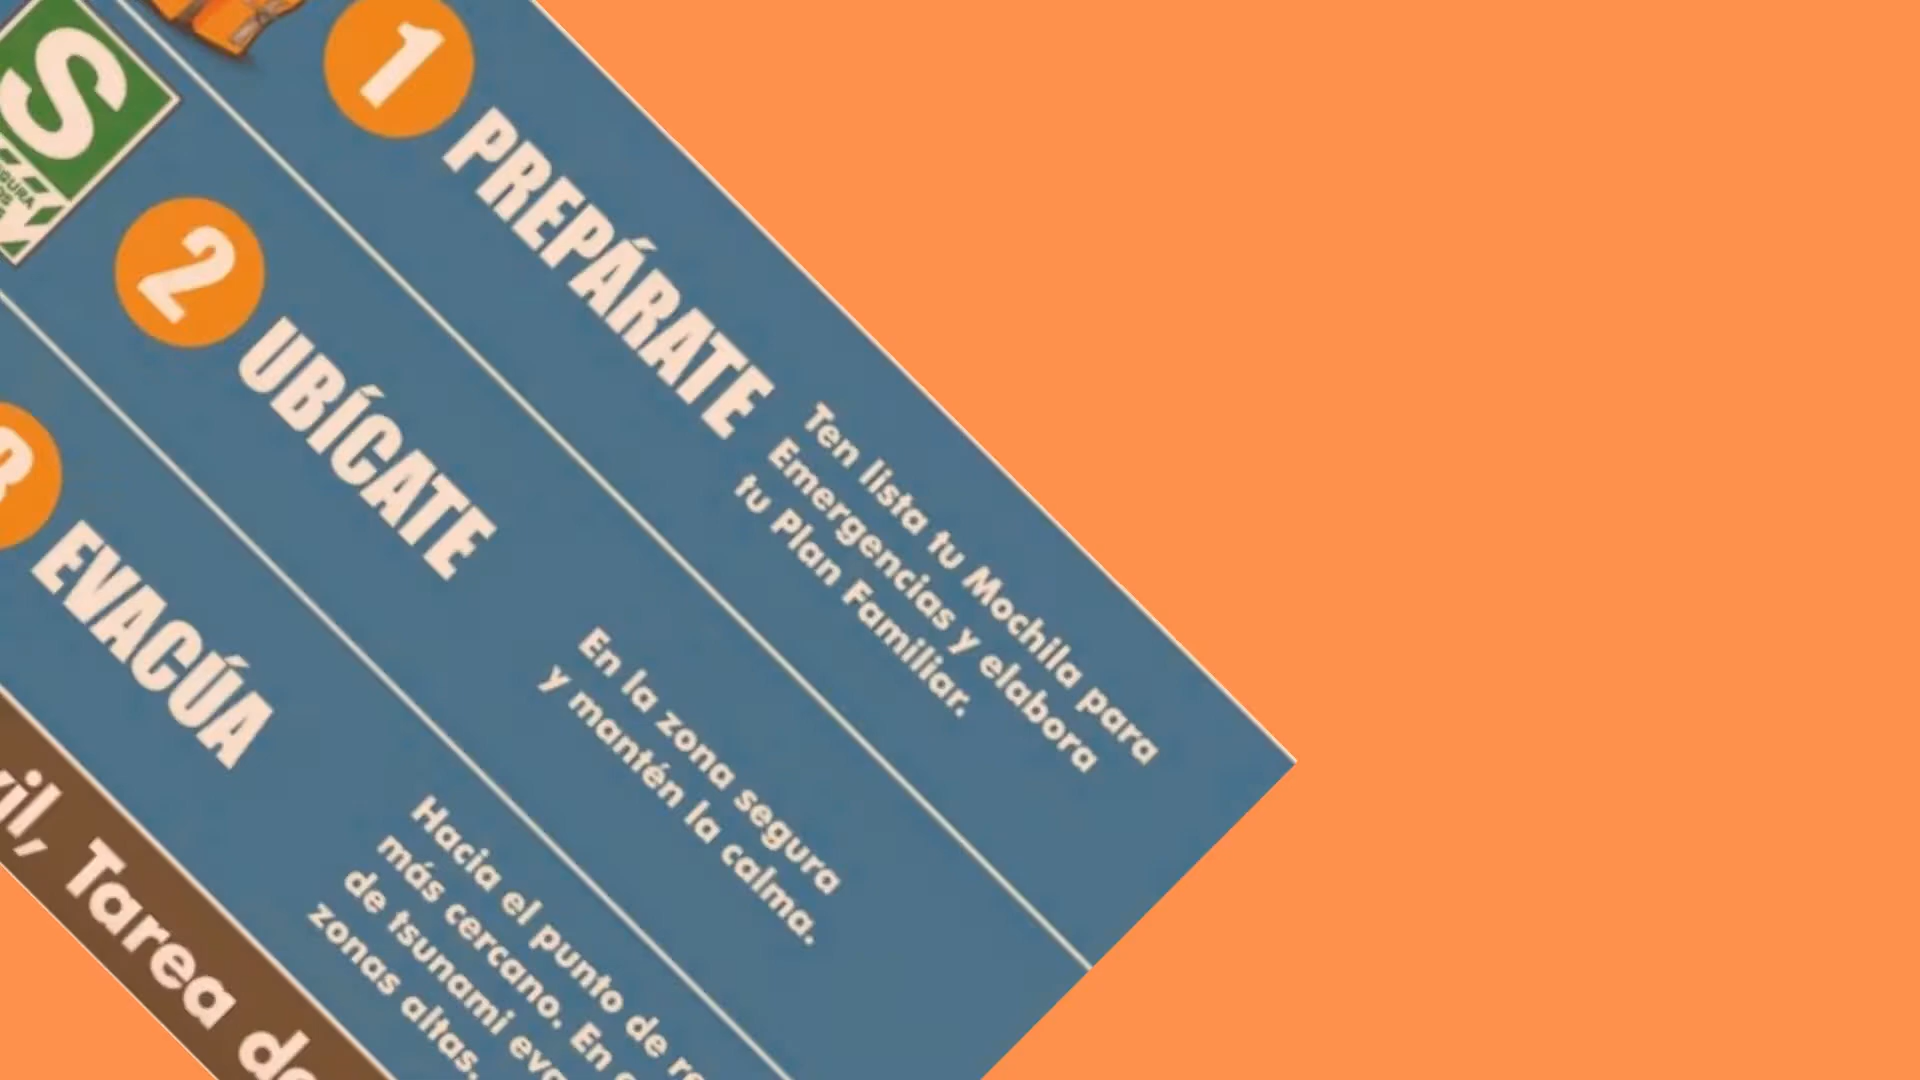 S
1
PREPÁRATE
Ten lista tu Mochila para
Emergencias y elabora
tu Plan Familiar.
2
UBÍCATE
En la zona segura
y mantén la calma.
3
EVACÚA
Hacia el punto de
más cercano. En
de tsunami
zonas altas.
Tarea